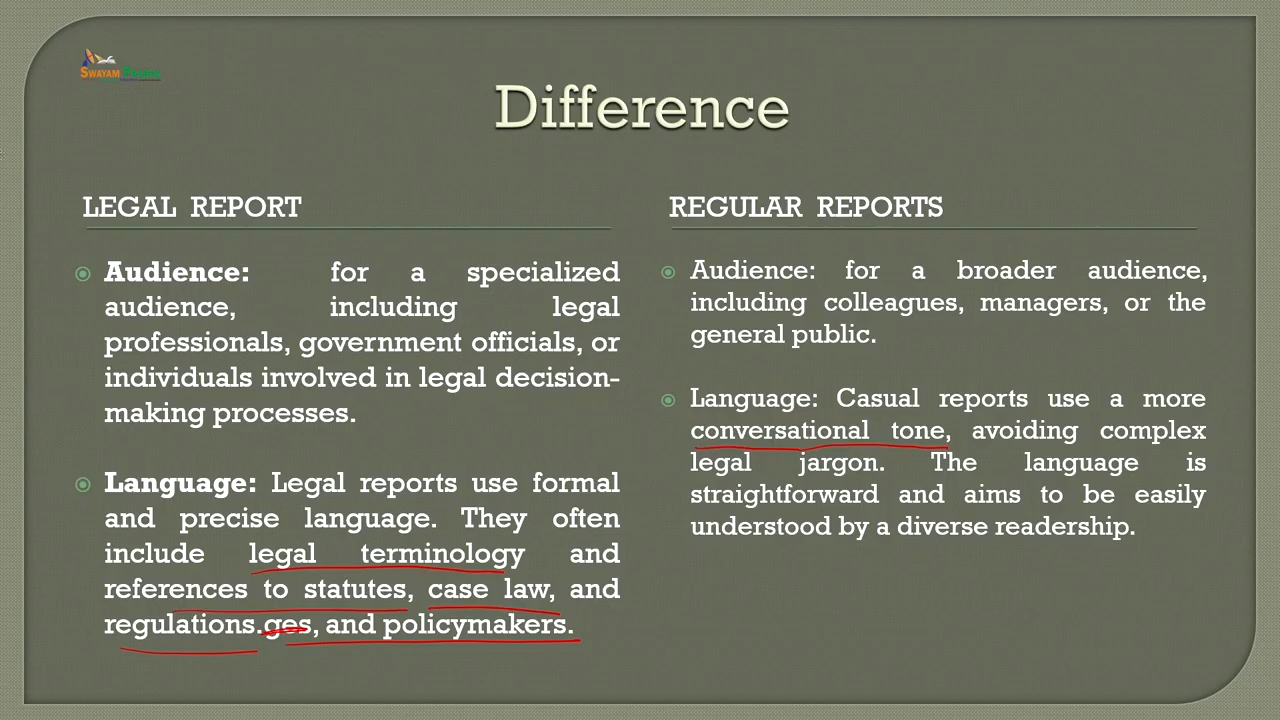 SWAYAM PRABHA
Difference
LEGAL REPORT
Audience: for a specialized
audience, including legal
professionals, government officials, or
individuals involved in legal decision-
making processes.
Language: Legal reports use formal
and precise language. They often
include legal terminology and
references to statutes, case law, and
regulations.ges, and policymakers.
REGULAR REPORTS
Audience: for a broader audience,
including colleagues, managers, or the
general public.
Language: Casual reports use a more
conversational tone, avoiding complex
legal jargon. The language is
straightforward and aims to be easily
understood by a diverse readership.